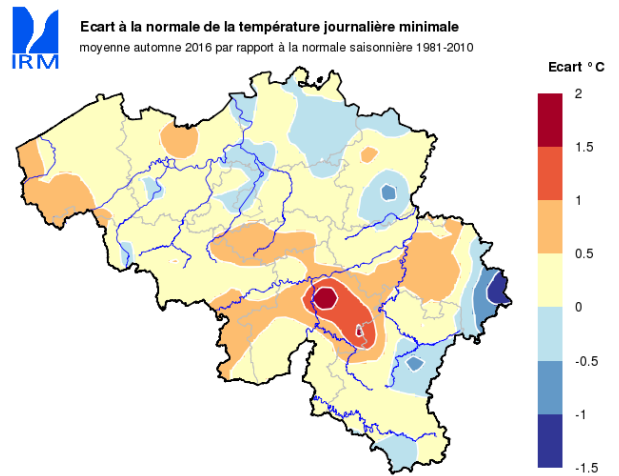 Ecart à la normale de la température journalière minimale
moyenne automne 2016 par rapport à la normale saisonnière 1981-2010
IRM
Ecart °C
2
1.5
1
0.5
0
-0.5
-1
-1.5